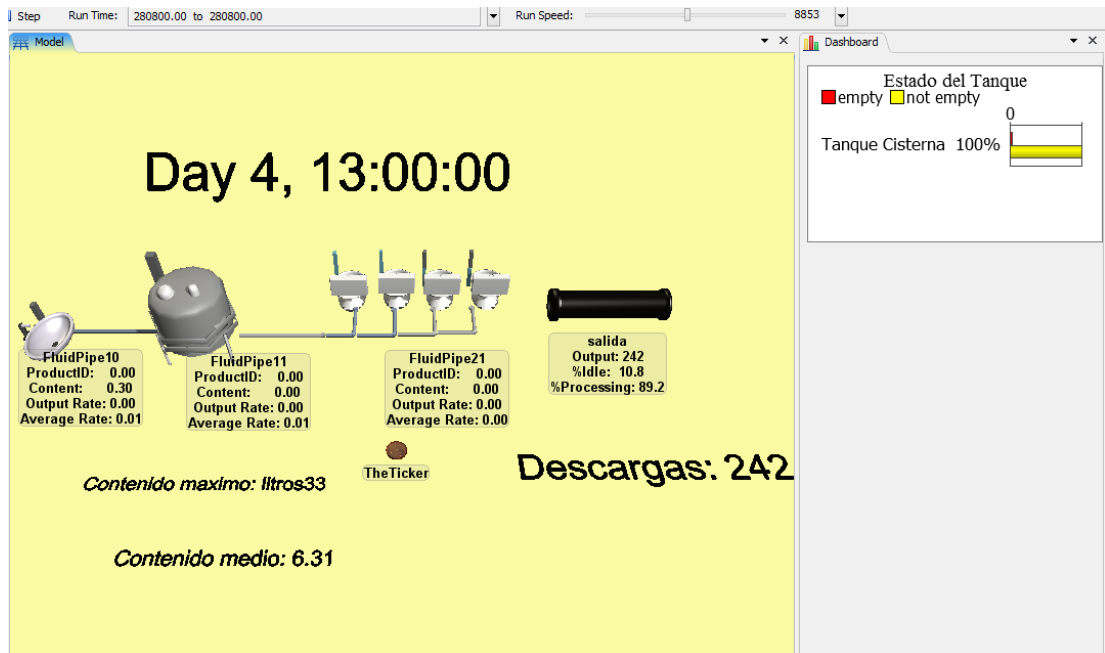 Step Run Time: 280800.00 to 280800.00 Run Speed: 8853
Model
Dashboard
Day 4, 13:00:00
Estado del Tanque
empty not empty
0
Tanque Cisterna 100%
FluidPipe10
ProductID: 0.00
Content: 0.30
Output Rate: 0.00
Average Rate: 0.01
FluidPipe11
ProductID: 0.00
Content: 0.00
Output Rate: 0.00
Average Rate: 0.01
FluidPipe21
ProductID: 0.00
Content: 0.00
Output Rate: 0.00
Average Rate: 0.00
salida
Output: 242
%Idle: 10.8
%Processing: 89.2
TheTicker
Descargas: 242
Contenido maximo: litros33
Contenido medio: 6.31